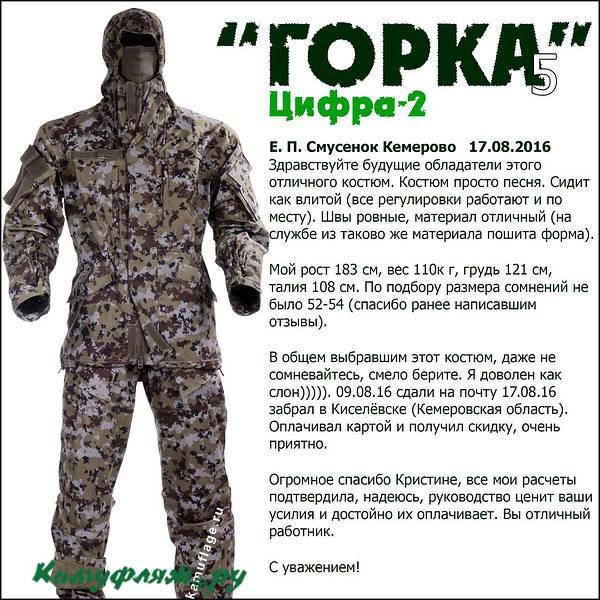 "ГОРКА"
5
Цифра-2
Е. П. Смусенок Кемерово 17.08.2016
Здравствуйте будущие обладатели этого
отличного костюм. Костюм просто песня. Сидит
как влитой (все регулировки работают и по
месту). Швы ровные, материал отличный (на
службе из таково же материала пошита форма).
Мой рост 183 см, вес 110к г, грудь 121 см,
талия 108 см. По подбору размера сомнений не
было 52-54 (спасибо ранее написавшим
отзывы).
В общем выбравшим этот костюм, даже не
сомневайтесь, смело берите. Я доволен как
слон))))). 09.08.16 сдали на почту 17.08.16
забрал в Киселёвске (Кемеровская область).
Оплачивал картой и получил скидку, очень
приятно.
Огромное спасибо Кристине, все мои расчеты
подтвердила, надеюсь, руководство ценит ваши
усилия и достойно их оплачивает. Вы отличный
работник.
С уважением!
kamuflage.ru
Камуфляж.ру